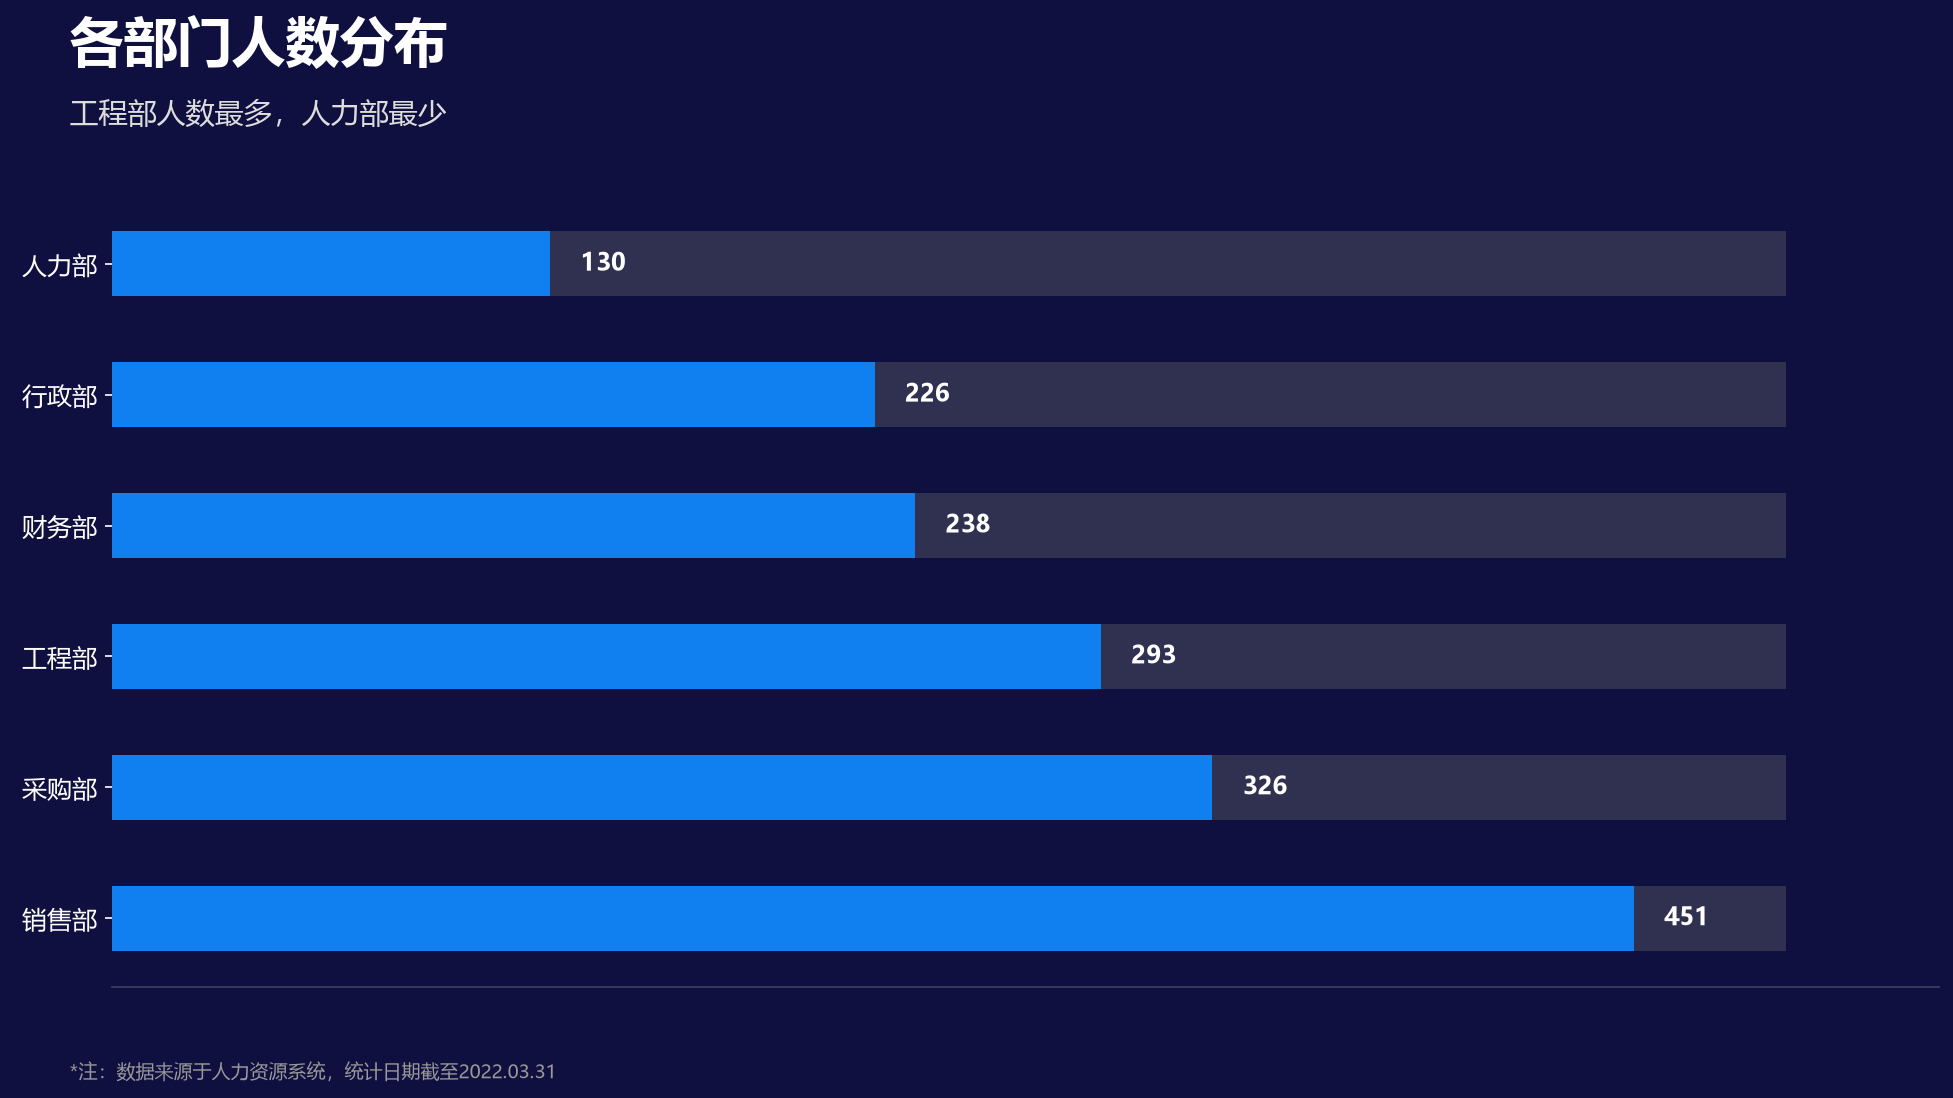 各部门人数分布
工程部人数最多，人力部最少
人力部 130
行政部 226
财务部 238
工程部 293
采购部 326
销售部 451
*注：数据来源于人力资源系统，统计日期截至2022.03.31